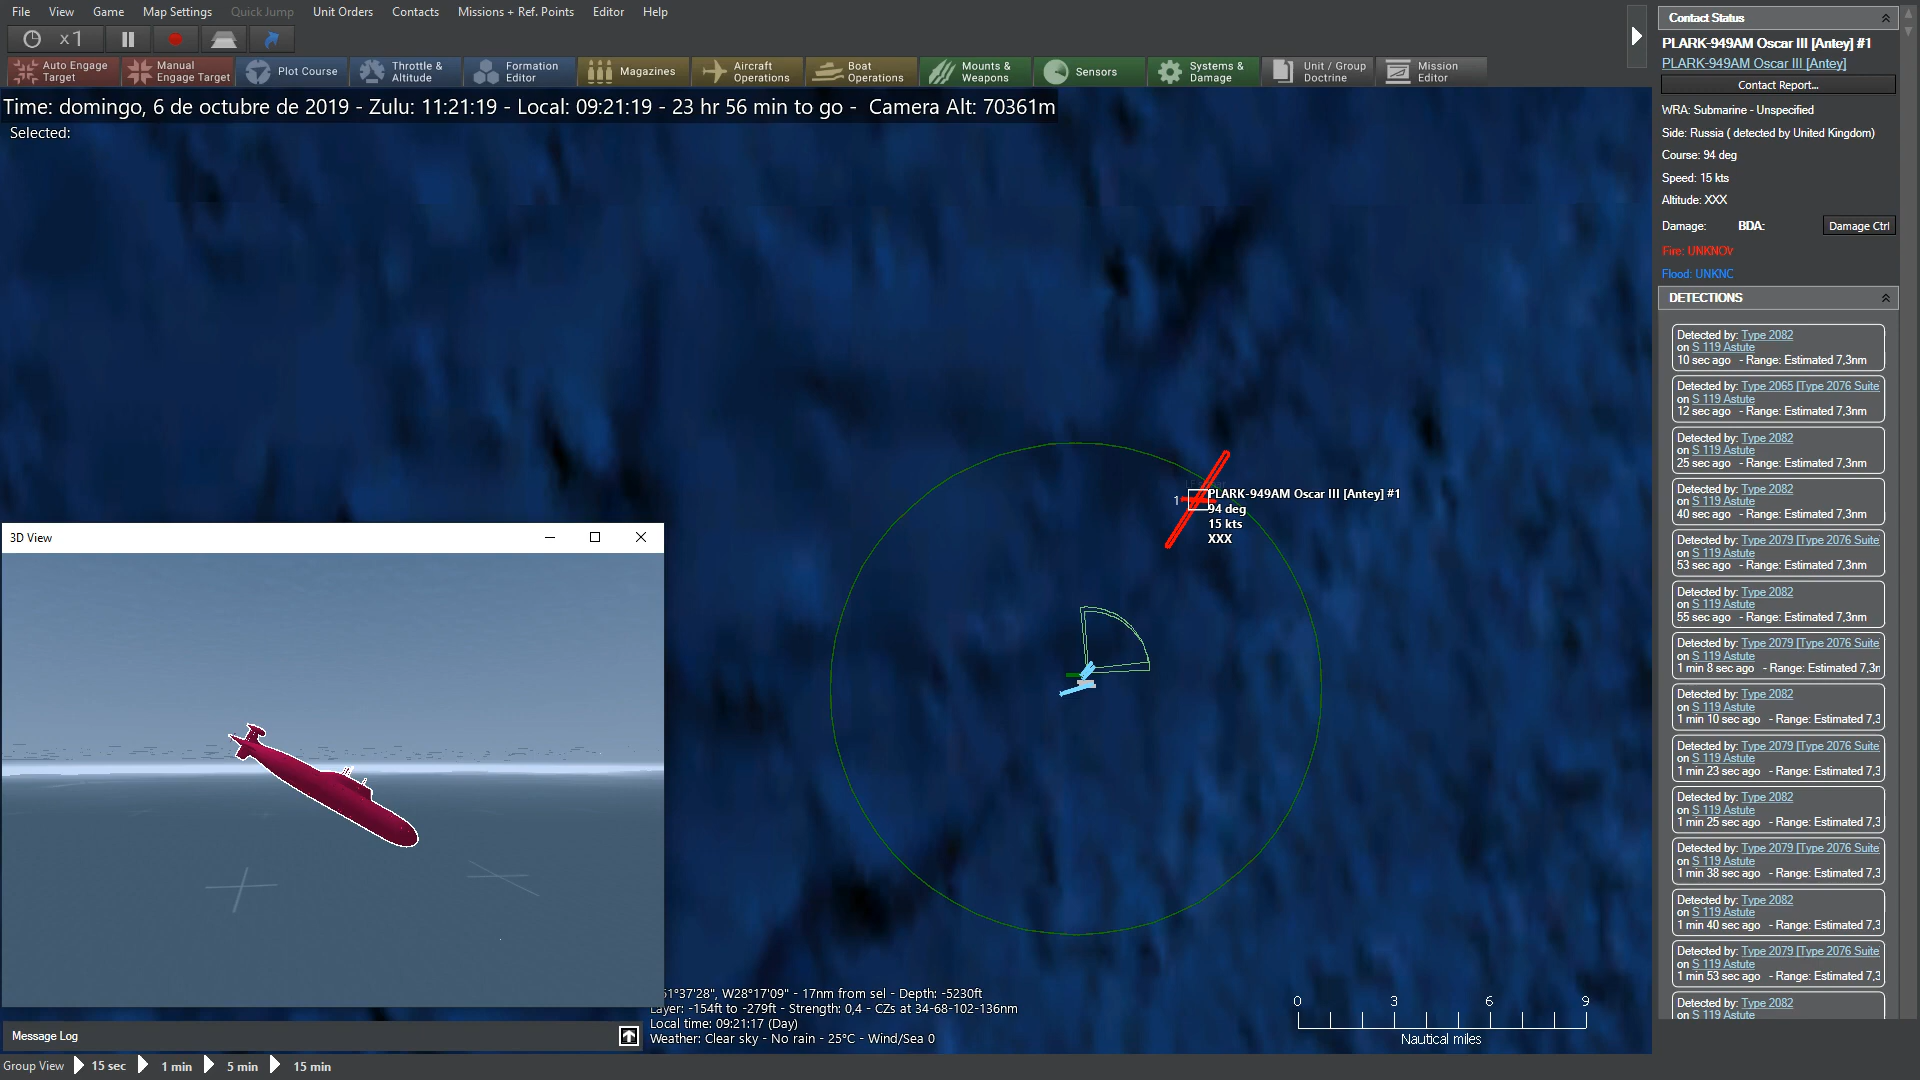 File View Game Map Settings Quick Jump Unit Orders Contacts Missions + Ref. Points Editor Help
x1
Auto Engage Target
Manual Engage Target
Plot Course
Throttle & Altitude
Formation Editor
Magazines
Aircraft Operations
Boat Operations
Mounts & Weapons
Sensors
Systems & Damage
Unit / Group Doctrine
Mission Editor
Time: domingo, 6 de octubre de 2019 - Zulu: 11:21:19 - Local: 09:21:19 - 23 hr 56 min to go - Camera Alt: 70361m
Selected:
1
PLARK-949AM Oscar III [Antey] #1
94 deg
15 kts
XXX
3D View
51°37'28", W28°17'09" - 17nm from sel - Depth: -5230ft
Layer: -154ft to -279ft - Strength: 0,4 - CZs at 34-68-102-136nm
Local time: 09:21:17 (Day)
Weather: Clear sky - No rain - 25°C - Wind/Sea 0
0 3 6 9
Nautical miles
Message Log
Group View 15 sec 1 min 5 min 15 min
Contact Status
PLARK-949AM Oscar III [Antey] #1
PLARK-949AM Oscar III [Antey]
Contact Report...
WRA: Submarine - Unspecified
Side: Russia ( detected by United Kingdom)
Course: 94 deg
Speed: 15 kts
Altitude: XXX
Damage: BDA: Damage Ctrl
Fire: UNKNOV
Flood: UNKNC
DETECTIONS
Detected by: Type 2082
on S 119 Astute
10 sec ago - Range: Estimated 7,3nm
Detected by: Type 2065 [Type 2076 Suite
on S 119 Astute
12 sec ago - Range: Estimated 7,3nm
Detected by: Type 2082
on S 119 Astute
25 sec ago - Range: Estimated 7,3nm
Detected by: Type 2082
on S 119 Astute
40 sec ago - Range: Estimated 7,3nm
Detected by: Type 2079 [Type 2076 Suite
on S 119 Astute
53 sec ago - Range: Estimated 7,3nm
Detected by: Type 2082
on S 119 Astute
55 sec ago - Range: Estimated 7,3nm
Detected by: Type 2079 [Type 2076 Suite
on S 119 Astute
1 min 8 sec ago - Range: Estimated 7,3n
Detected by: Type 2082
on S 119 Astute
1 min 10 sec ago - Range: Estimated 7,3
Detected by: Type 2079 [Type 2076 Suite
on S 119 Astute
1 min 23 sec ago - Range: Estimated 7,3
Detected by: Type 2082
on S 119 Astute
1 min 25 sec ago - Range: Estimated 7,3
Detected by: Type 2079 [Type 2076 Suite
on S 119 Astute
1 min 38 sec ago - Range: Estimated 7,3
Detected by: Type 2082
on S 119 Astute
1 min 40 sec ago - Range: Estimated 7,3
Detected by: Type 2079 [Type 2076 Suite
on S 119 Astute
1 min 53 sec ago - Range: Estimated 7,3
Detected by: Type 2082
on S 119 Astute